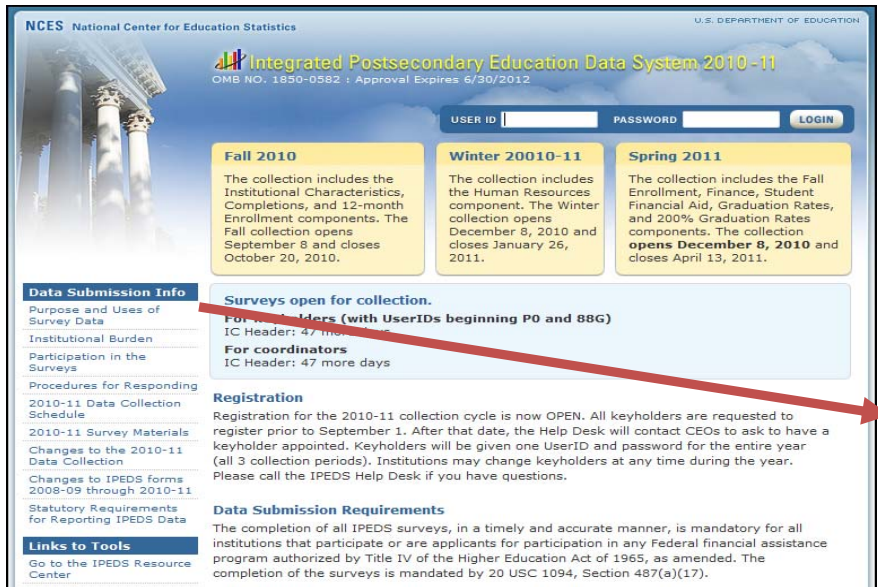 NCES National Center for Education Statistics
U.S. DEPARTMENT OF EDUCATION
Integrated Postsecondary Education Data System 2010-11
OMB NO. 1850-0582 : Approval Expires 6/30/2012
USER ID
PASSWORD
LOGIN
Fall 2010
The collection includes the
Institutional Characteristics,
Completions, and 12-month
Enrollment components. The
Fall collection opens
September 8 and closes
October 20, 2010.
Winter 20010-11
The collection includes
the Human Resources
component. The Winter
collection opens
December 8, 2010 and
closes January 26,
2011.
Spring 2011
The collection includes the Fall
Enrollment, Finance, Student
Financial Aid, Graduation Rates,
and 200% Graduation Rates
components. The collection
opens December 8, 2010 and
closes April 13, 2011.
Data Submission Info
Purpose and Uses of
Survey Data
Institutional Burden
Participation in the
Surveys
Procedures for Responding
2010-11 Data Collection
Schedule
2010-11 Survey Materials
Changes to the 2010-11
Data Collection
Changes to IPEDS forms
2008-09 through 2010-11
Statutory Requirements
for Reporting IPEDS Data
Links to Tools
Go to the IPEDS Resource
Center
Surveys open for collection.
For keyholders (with UserIDs beginning P0 and 88G)
IC Header: 47 more days
For coordinators
IC Header: 47 more days
Registration
Registration for the 2010-11 collection cycle is now OPEN. All keyholders are requested to
register prior to September 1. After that date, the Help Desk will contact CEOs to ask to have a
keyholder appointed. Keyholders will be given one UserID and password for the entire year
(all 3 collection periods). Institutions may change keyholders at any time during the year.
Please call the IPEDS Help Desk if you have questions.
Data Submission Requirements
The completion of all IPEDS surveys, in a timely and accurate manner, is mandatory for all
institutions that participate or are applicants for participation in any Federal financial assistance
program authorized by Title IV of the Higher Education Act of 1965, as amended. The
completion of the surveys is mandated by 20 USC 1094, Section 487(a)(17).